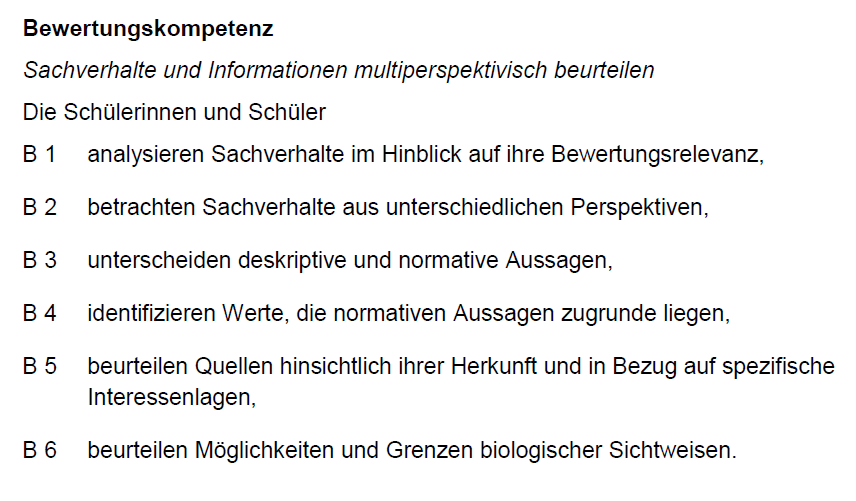 Bewertungskompetenz
Sachverhalte und Informationen multiperspektivisch beurteilen
Die Schülerinnen und Schüler
B 1 analysieren Sachverhalte im Hinblick auf ihre Bewertungsrelevanz,
B 2 betrachten Sachverhalte aus unterschiedlichen Perspektiven,
B 3 unterscheiden deskriptive und normative Aussagen,
B 4 identifizieren Werte, die normativen Aussagen zugrunde liegen,
B 5 beurteilen Quellen hinsichtlich ihrer Herkunft und in Bezug auf spezifische
Interessenlagen,
B 6 beurteilen Möglichkeiten und Grenzen biologischer Sichtweisen.